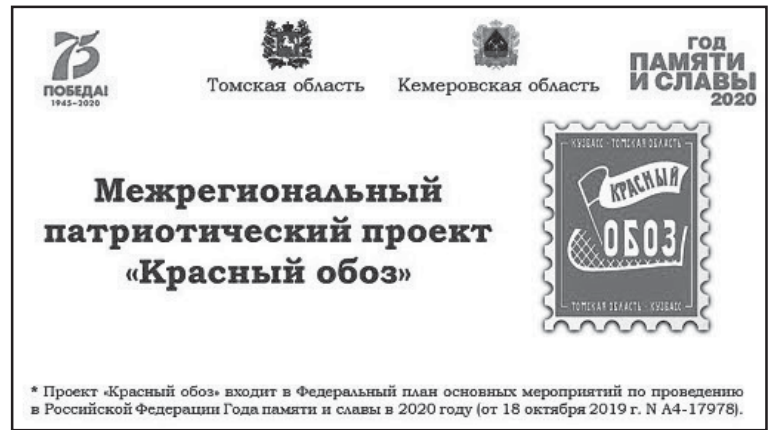 75
ПОБЕДА!
1945–2020
Томская область
Кемеровская область
ГОД
ПАМЯТИ
И СЛАВЫ
2020
Межрегиональный
патриотический проект
«Красный обоз»
КУЗБАСС · ТОМСКАЯ ОБЛАСТЬ
КРАСНЫЙ
ОБОЗ
ТОМСКАЯ ОБЛАСТЬ · КУЗБАСС
* Проект «Красный обоз» входит в Федеральный план основных мероприятий по проведению
в Российской Федерации Года памяти и славы в 2020 году (от 18 октября 2019 г. N А4-17978).